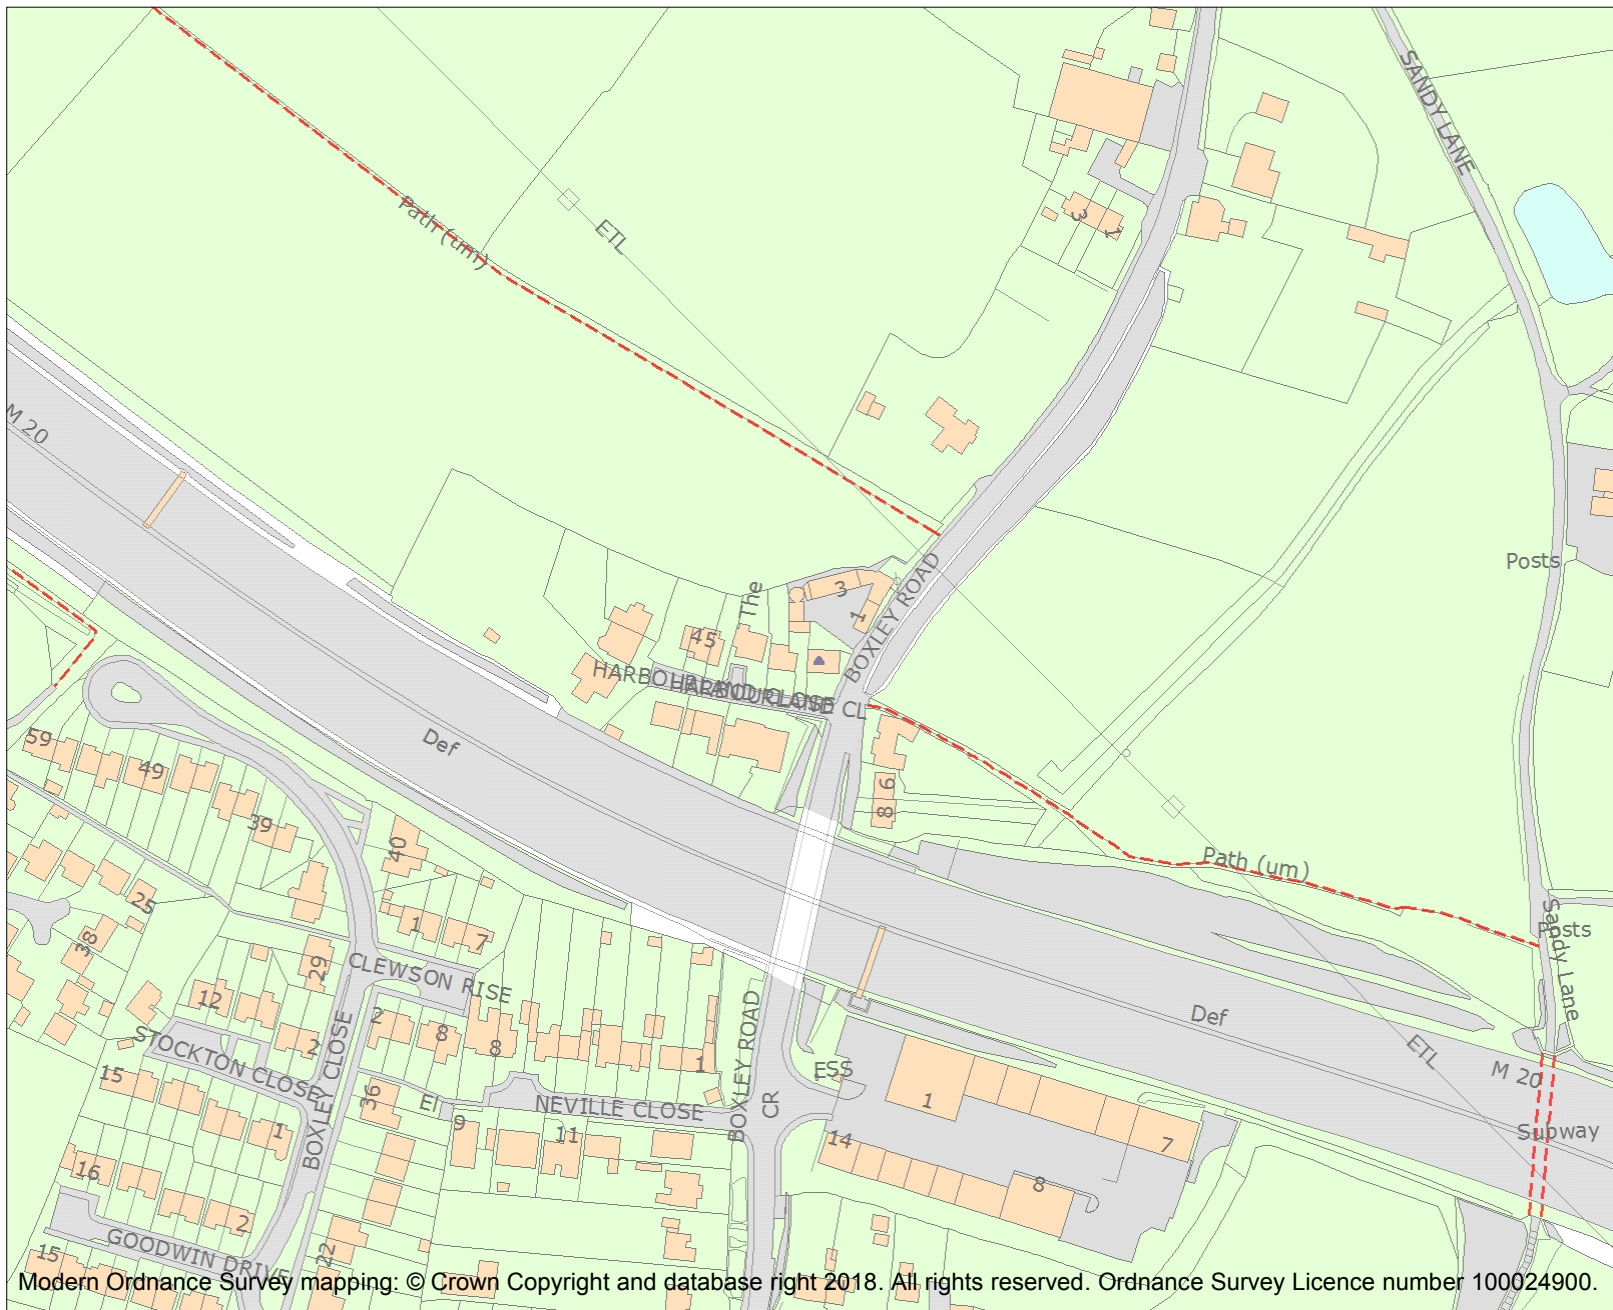 SANDY LANE
Path (um)
ETL
3
1
M 20
Posts
The
3
1
45
BOXLEY ROAD
HARBOURLAND CLOSE
HARBOURLAND CL
59
Def
49
6
8
39
40
Path (um)
25
1
7
Sandy Lane
Posts
38
29
CLEWSON RISE
12
2
8
8
2
Def
STOCKTON CLOSE
BOXLEY CLOSE
BOXLEY ROAD
1
ESS
ETL
M 20
15
36
El
9
NEVILLE CLOSE
CR
1
11
14
7
Subway
1
16
8
2
GOODWIN DRIVE
22
15
Modern Ordnance Survey mapping: © Crown Copyright and database right 2018. All rights reserved. Ordnance Survey Licence number 100024900.